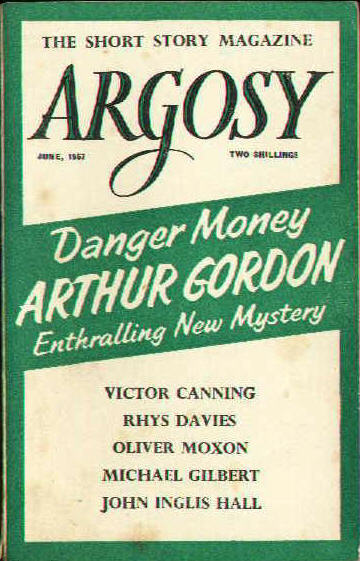 THE SHORT STORY MAGAZINE
ARGOSY
JUNE, 1957 TWO SHILLINGS
Danger Money
ARTHUR GORDON
Enthralling New Mystery
VICTOR CANNING
RHYS DAVIES
OLIVER MOXON
MICHAEL GILBERT
JOHN INGLIS HALL